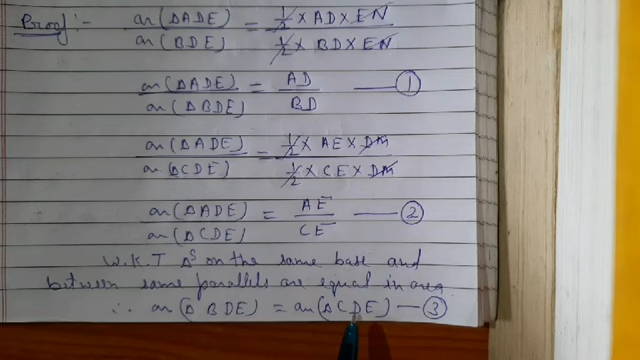 Proof :- ar(ΔADE) / ar(BDE) = ½ × AD × EN / ½ × BD × EN
ar(ΔADE) / ar(ΔBDE) = AD / BD — ①
ar(ΔADE) / ar(ΔCDE) = ½ × AE × DM / ½ × CE × DM
ar(ΔADE) / ar(ΔCDE) = AE / CE — ②
W.K.T Δs on the same base and
between same parallels are equal in area
∴ ar(Δ BDE) = ar(ΔCDE) — ③